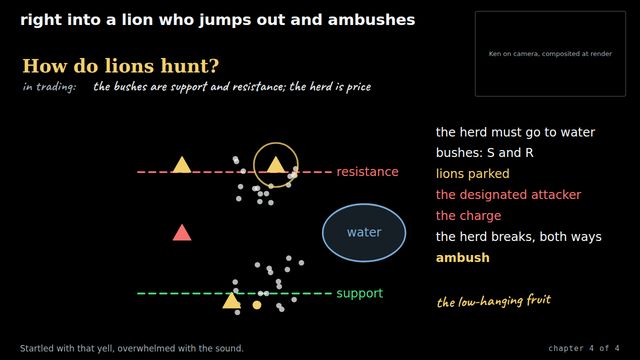 right into a lion who jumps out and ambushes
Ken on camera, composited at render
How do lions hunt?
in trading: the bushes are support and resistance; the herd is price
the herd must go to water
bushes: S and R
lions parked
the designated attacker
the charge
the herd breaks, both ways
ambush
resistance
water
support
the low-hanging fruit
Started with that yell, overwhelmed with the sound.
chapter 4 of 4